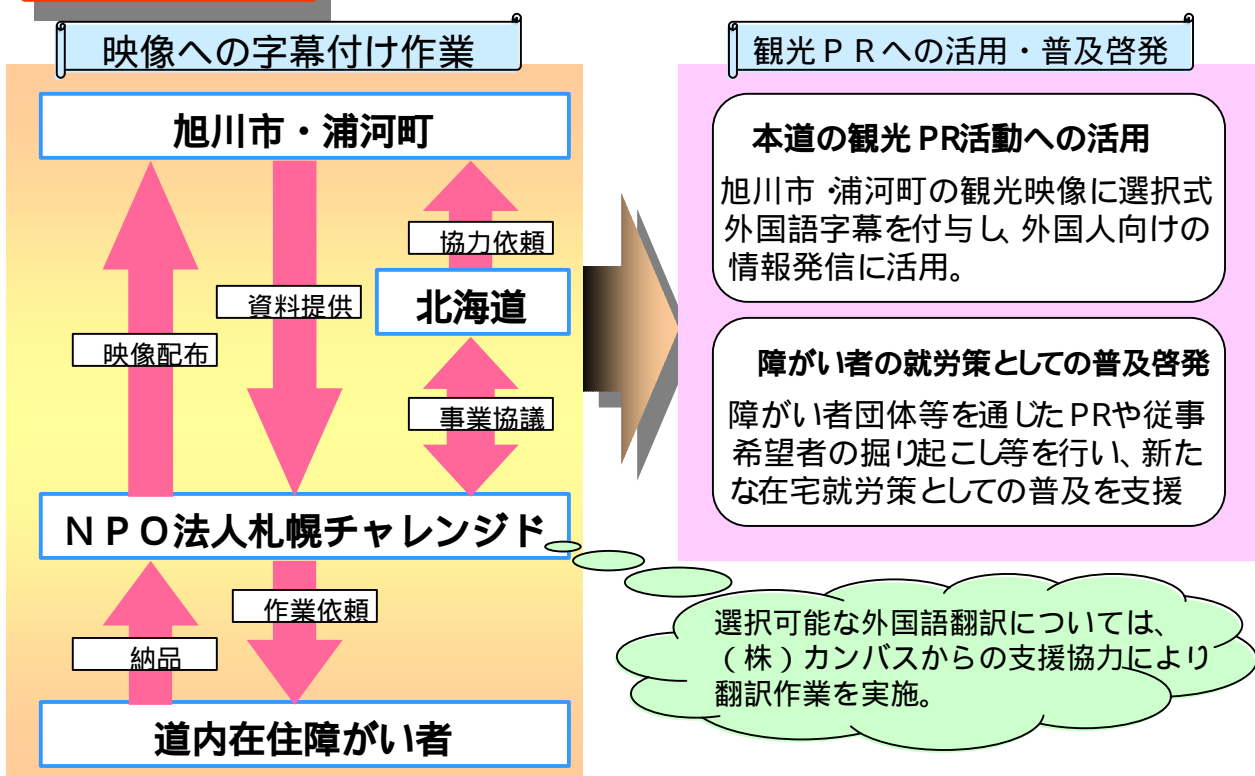 映像への字幕付け作業
旭川市・浦河町
協力依頼
資料提供
北海道
映像配布
事業協議
ＮＰＯ法人札幌チャレンジド
作業依頼
納品
道内在住障がい者
観光ＰＲへの活用・普及啓発
本道の観光PR活動への活用
旭川市・浦河町の観光映像に選択式
外国語字幕を付与し、外国人向けの
情報発信に活用。
障がい者の就労策としての普及啓発
障がい者団体等を通じたPRや従事
希望者の掘り起こし等を行い、新た
な在宅就労策としての普及を支援
選択可能な外国語翻訳については、
（株）カンバスからの支援協力により
翻訳作業を実施。